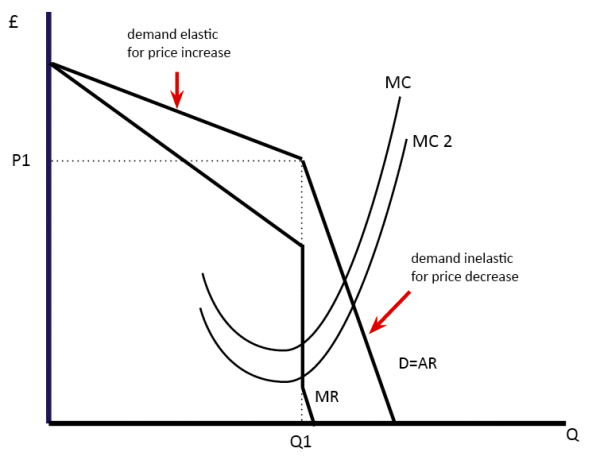 £
demand elastic
for price increase
MC
MC 2
P1
demand inelastic
for price decrease
D=AR
MR
Q1
Q